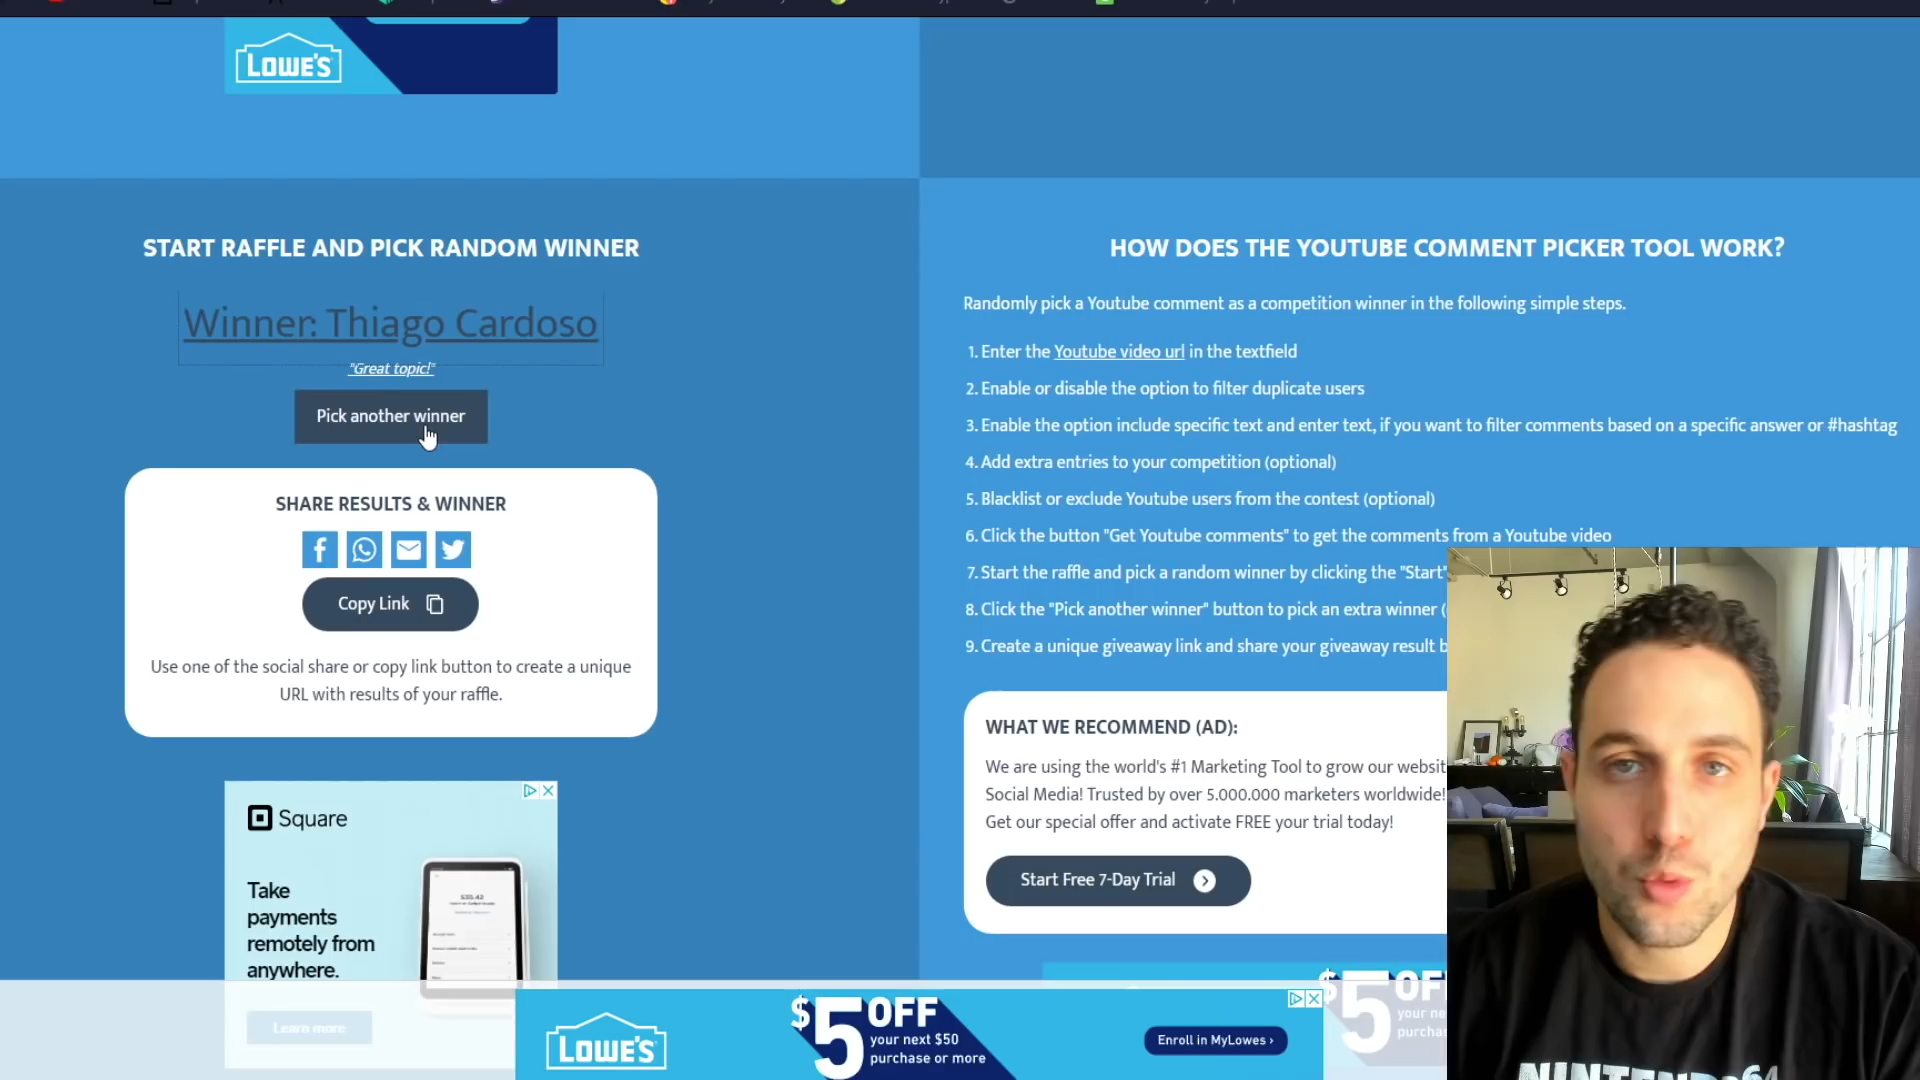 LOWE'S
START RAFFLE AND PICK RANDOM WINNER
Winner: Thiago Cardoso
"Great topic!"
Pick another winner
SHARE RESULTS & WINNER
Copy Link
Use one of the social share or copy link button to create a unique
URL with results of your raffle.
Square
Take
payments
remotely from
anywhere.
Learn more
HOW DOES THE YOUTUBE COMMENT PICKER TOOL WORK?
Randomly pick a Youtube comment as a competition winner in the following simple steps.
1. Enter the Youtube video url in the textfield
2. Enable or disable the option to filter duplicate users
3. Enable the option include specific text and enter text, if you want to filter comments based on a specific answer or #hashtag
4. Add extra entries to your competition (optional)
5. Blacklist or exclude Youtube users from the contest (optional)
6. Click the button "Get Youtube comments" to get the comments from a Youtube video
7. Start the raffle and pick a random winner by clicking the "Start"
8. Click the "Pick another winner" button to pick an extra winner (
9. Create a unique giveaway link and share your giveaway result b
WHAT WE RECOMMEND (AD):
We are using the world's #1 Marketing Tool to grow our websit
Social Media! Trusted by over 5.000.000 marketers worldwide!
Get our special offer and activate FREE your trial today!
Start Free 7-Day Trial
LOWE'S
$5 OFF
your next $50
purchase or more
Enroll in MyLowes ›
$5 OF
your ne
purcha
NINTENDO 64